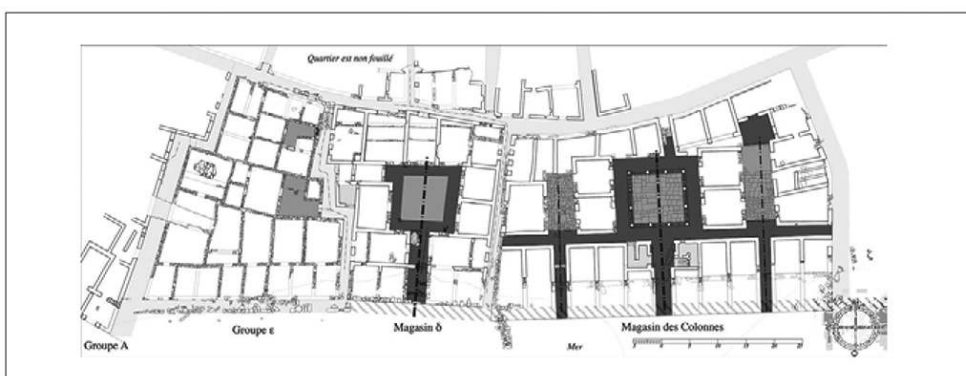 Quartier est non fouillé
Groupe A
Groupe ε
Magasin δ
Magasin des Colonnes
Mer